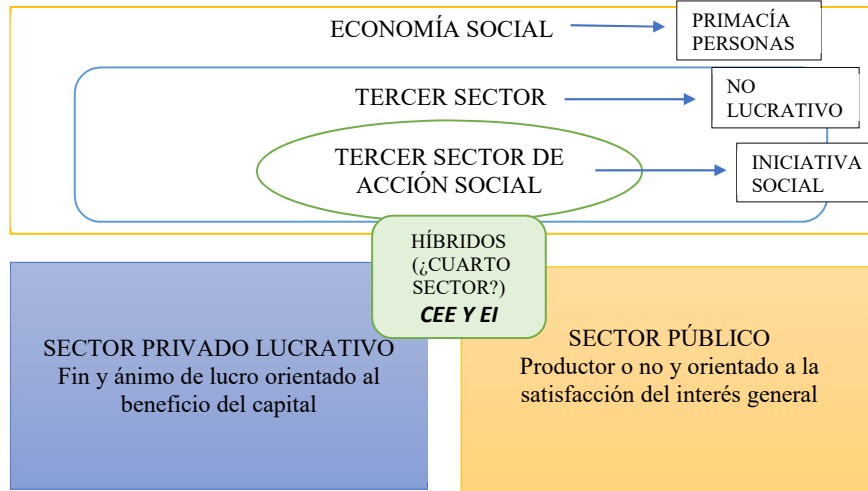 ECONOMÍA SOCIAL
PRIMACÍA
PERSONAS
TERCER SECTOR
NO
LUCRATIVO
TERCER SECTOR DE
ACCIÓN SOCIAL
INICIATIVA
SOCIAL
HÍBRIDOS
(¿CUARTO
SECTOR?)
CEE Y EI
SECTOR PRIVADO LUCRATIVO
Fin y ánimo de lucro orientado al
beneficio del capital
SECTOR PÚBLICO
Productor o no y orientado a la
satisfacción del interés general